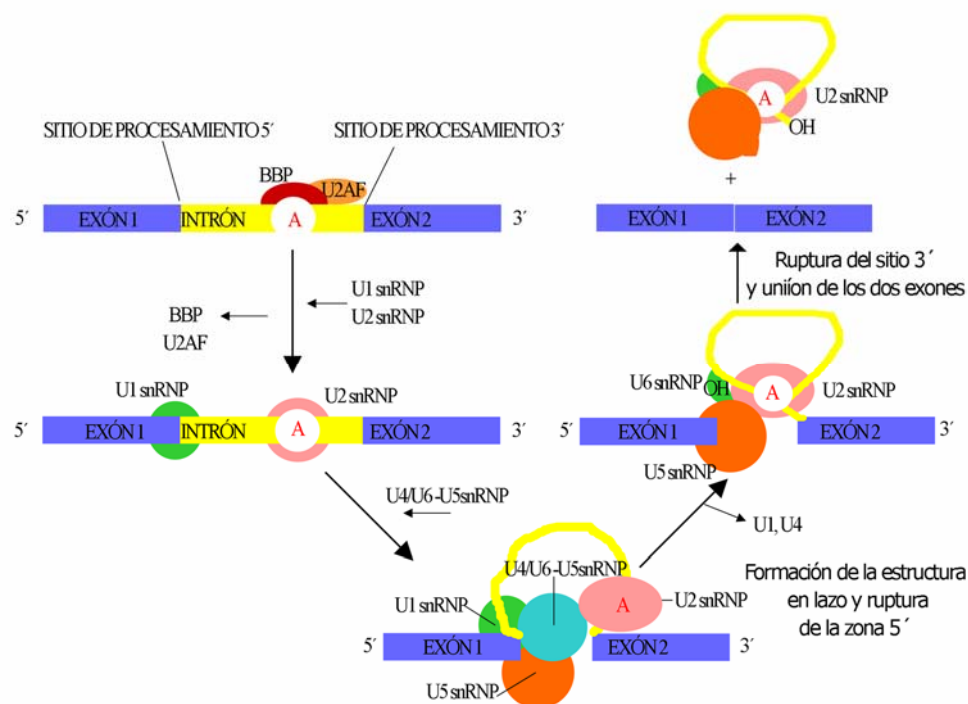 SITIO DE PROCESAMIENTO 5´
SITIO DE PROCESAMIENTO 3´
BBP
U2AF
5´
EXÓN 1
INTRÓN
A
EXÓN 2
3´
U1 snRNP
U2 snRNP
BBP
U2AF
U1 snRNP
U2 snRNP
5´
EXÓN 1
INTRÓN
A
EXÓN 2
3´
U4/U6 -U5snRNP
U4/U6 -U5snRNP
U1 snRNP
A
U2 snRNP
5´
EXÓN 1
EXÓN 2
3´
U5 snRNP
Formación de la estructura
en lazo y ruptura
de la zona 5´
U1, U4
U6 snRNP
OH
A
U2 snRNP
5´
EXÓN 1
EXÓN 2
3´
U5 snRNP
Ruptura del sitio 3´
y uniíon de los dos exones
A
U2 snRNP
OH
+
EXÓN 1
EXÓN 2